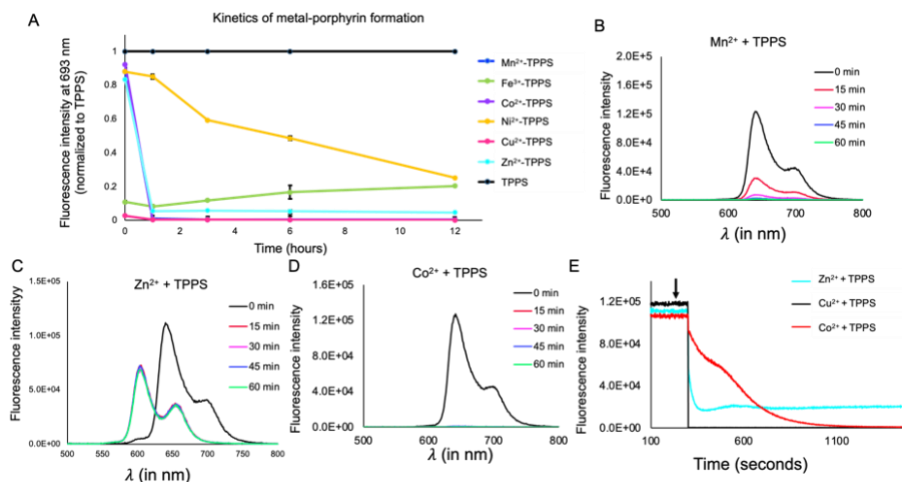 A
Kinetics of metal-porphyrin formation
Fluorescence intensity at 693 nm
(normalized to TPPS)
1
0.8
0.6
0.4
0.2
0
0 2 4 6 8 10 12
Time (hours)
Mn²⁺-TPPS
Fe³⁺-TPPS
Co²⁺-TPPS
Ni²⁺-TPPS
Cu²⁺-TPPS
Zn²⁺-TPPS
TPPS
B
Mn²⁺ + TPPS
Fluorescence intensity
2.0E+5
1.6E+5
1.2E+5
8.0E+4
4.0E+4
0.0E+0
500 600 700 800
λ (in nm)
0 min
15 min
30 min
45 min
60 min
C
Zn²⁺ + TPPS
Fluorescence intensityy
1.5E+05
1.0E+05
5.0E+04
0.0E+00
500 550 600 650 700 750 800
λ (in nm)
0 min
15 min
30 min
45 min
60 min
D
Co²⁺ + TPPS
Fluorescence intensity
1.6E+05
1.2E+05
8.0E+04
4.0E+04
0.0E+00
500 600 700 800
λ (in nm)
0 min
15 min
30 min
45 min
60 min
E
Fluorescence intensity
1.2E+5
8.0E+4
4.0E+4
0.0E+0
100 600 1100
Time (seconds)
Zn²⁺ + TPPS
Cu²⁺ + TPPS
Co²⁺ + TPPS